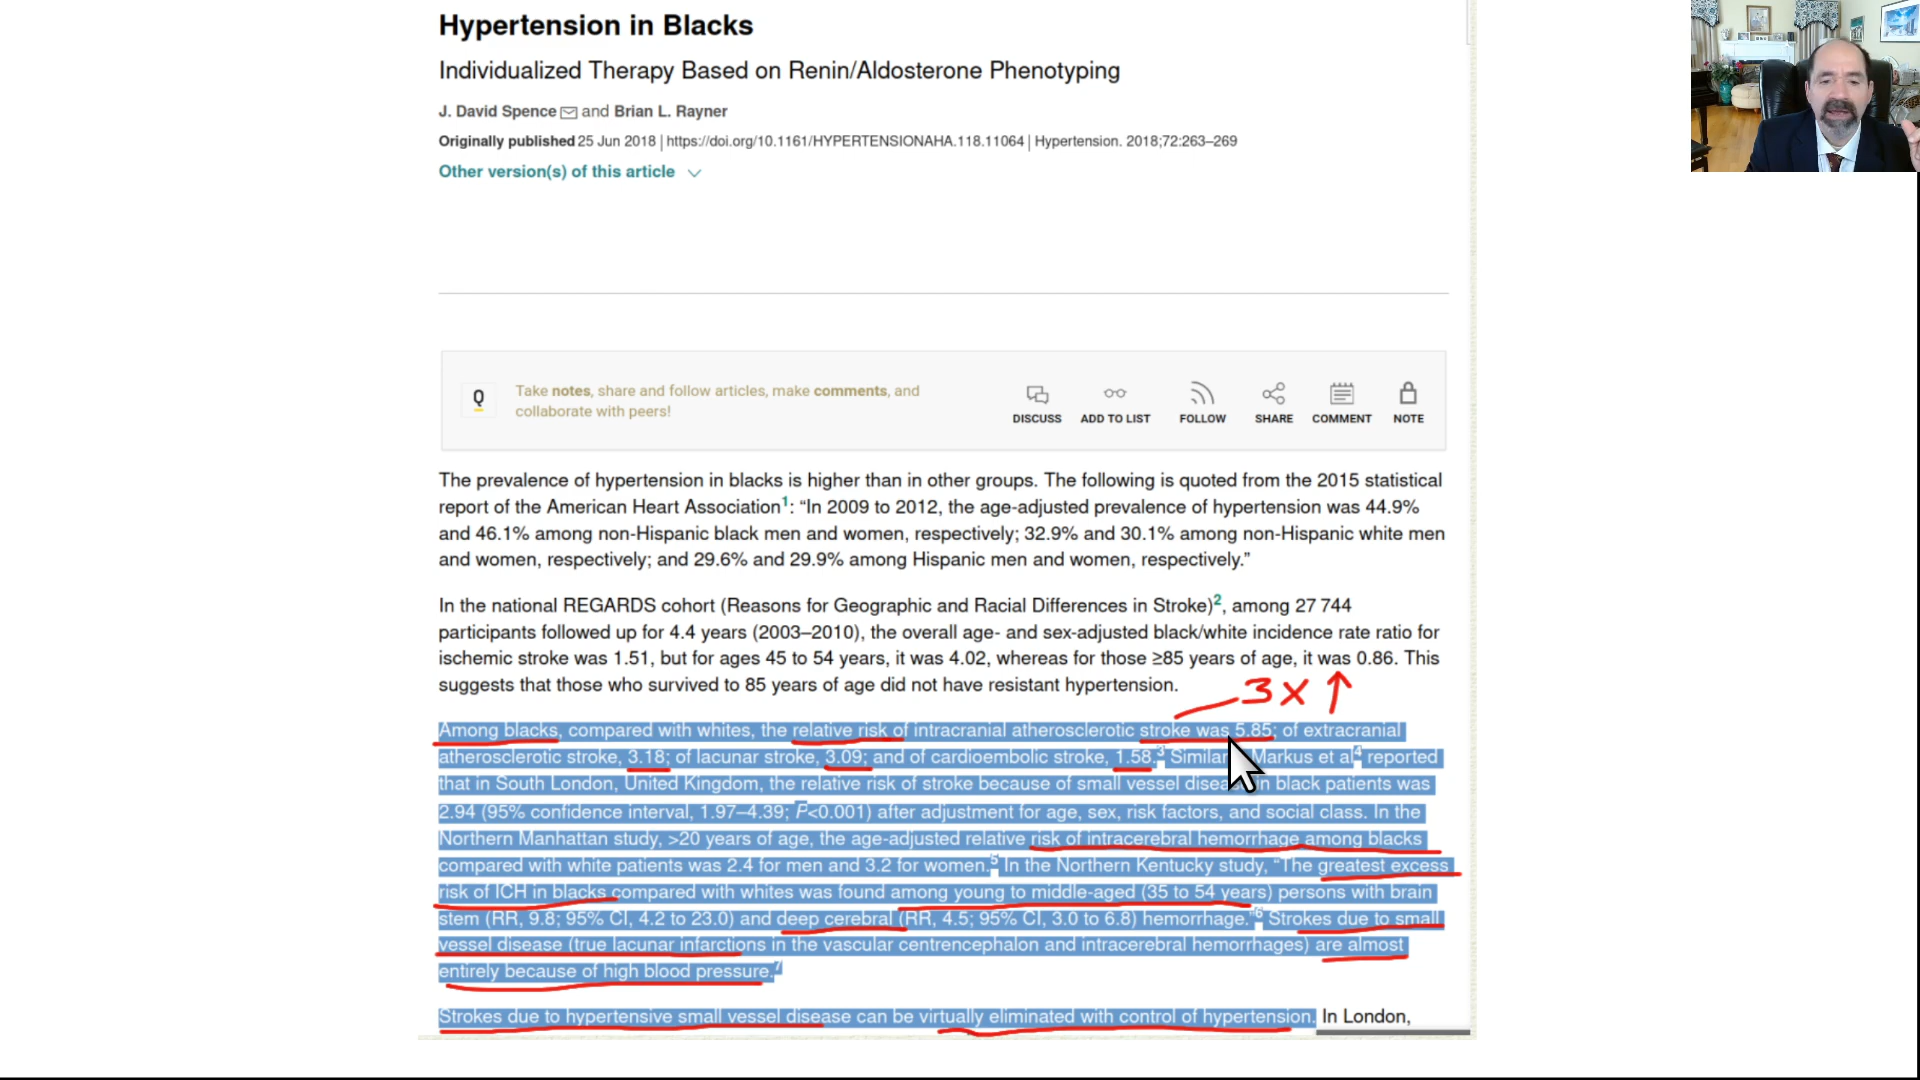 Hypertension in Blacks
Individualized Therapy Based on Renin/Aldosterone Phenotyping
J. David Spence and Brian L. Rayner
Originally published 25 Jun 2018 | https://doi.org/10.1161/HYPERTENSIONAHA.118.11064 | Hypertension. 2018;72:263–269
Other version(s) of this article
Q
Take notes, share and follow articles, make comments, and
collaborate with peers!
DISCUSS ADD TO LIST FOLLOW SHARE COMMENT NOTE
The prevalence of hypertension in blacks is higher than in other groups. The following is quoted from the 2015 statistical
report of the American Heart Association1: “In 2009 to 2012, the age-adjusted prevalence of hypertension was 44.9%
and 46.1% among non-Hispanic black men and women, respectively; 32.9% and 30.1% among non-Hispanic white men
and women, respectively; and 29.6% and 29.9% among Hispanic men and women, respectively.”
In the national REGARDS cohort (Reasons for Geographic and Racial Differences in Stroke)2, among 27 744
participants followed up for 4.4 years (2003–2010), the overall age- and sex-adjusted black/white incidence rate ratio for
ischemic stroke was 1.51, but for ages 45 to 54 years, it was 4.02, whereas for those ≥85 years of age, it was 0.86. This
suggests that those who survived to 85 years of age did not have resistant hypertension.
3 X ↑
Among blacks, compared with whites, the relative risk of intracranial atherosclerotic stroke was 5.85; of extracranial
atherosclerotic stroke, 3.18; of lacunar stroke, 3.09; and of cardioembolic stroke, 1.58.3 Markus et al4 reported
that in South London, United Kingdom, the relative risk of stroke because of small vessel in black patients was
2.94 (95% confidence interval, 1.97–4.39; P<0.001) after adjustment for age, sex, risk factors, and social class. In the
Northern Manhattan study, >20 years of age, the age-adjusted relative risk of intracerebral hemorrhage among blacks
compared with white patients was 2.4 for men and 3.2 for women.5 In the Northern Kentucky study, “The greatest excess
risk of ICH in blacks compared with whites was found among young to middle-aged (35 to 54 years) persons with brain
stem (RR, 9.8; 95% CI, 4.2 to 23.0) and deep cerebral (RR, 4.5; 95% CI, 3.0 to 6.8) hemorrhage.”6 Strokes due to small
vessel disease (true lacunar infarctions in the vascular centrencephalon and intracerebral hemorrhages) are almost
entirely because of high blood pressure.7
Strokes due to hypertensive small vessel disease can be virtually eliminated with control of hypertension. In London,